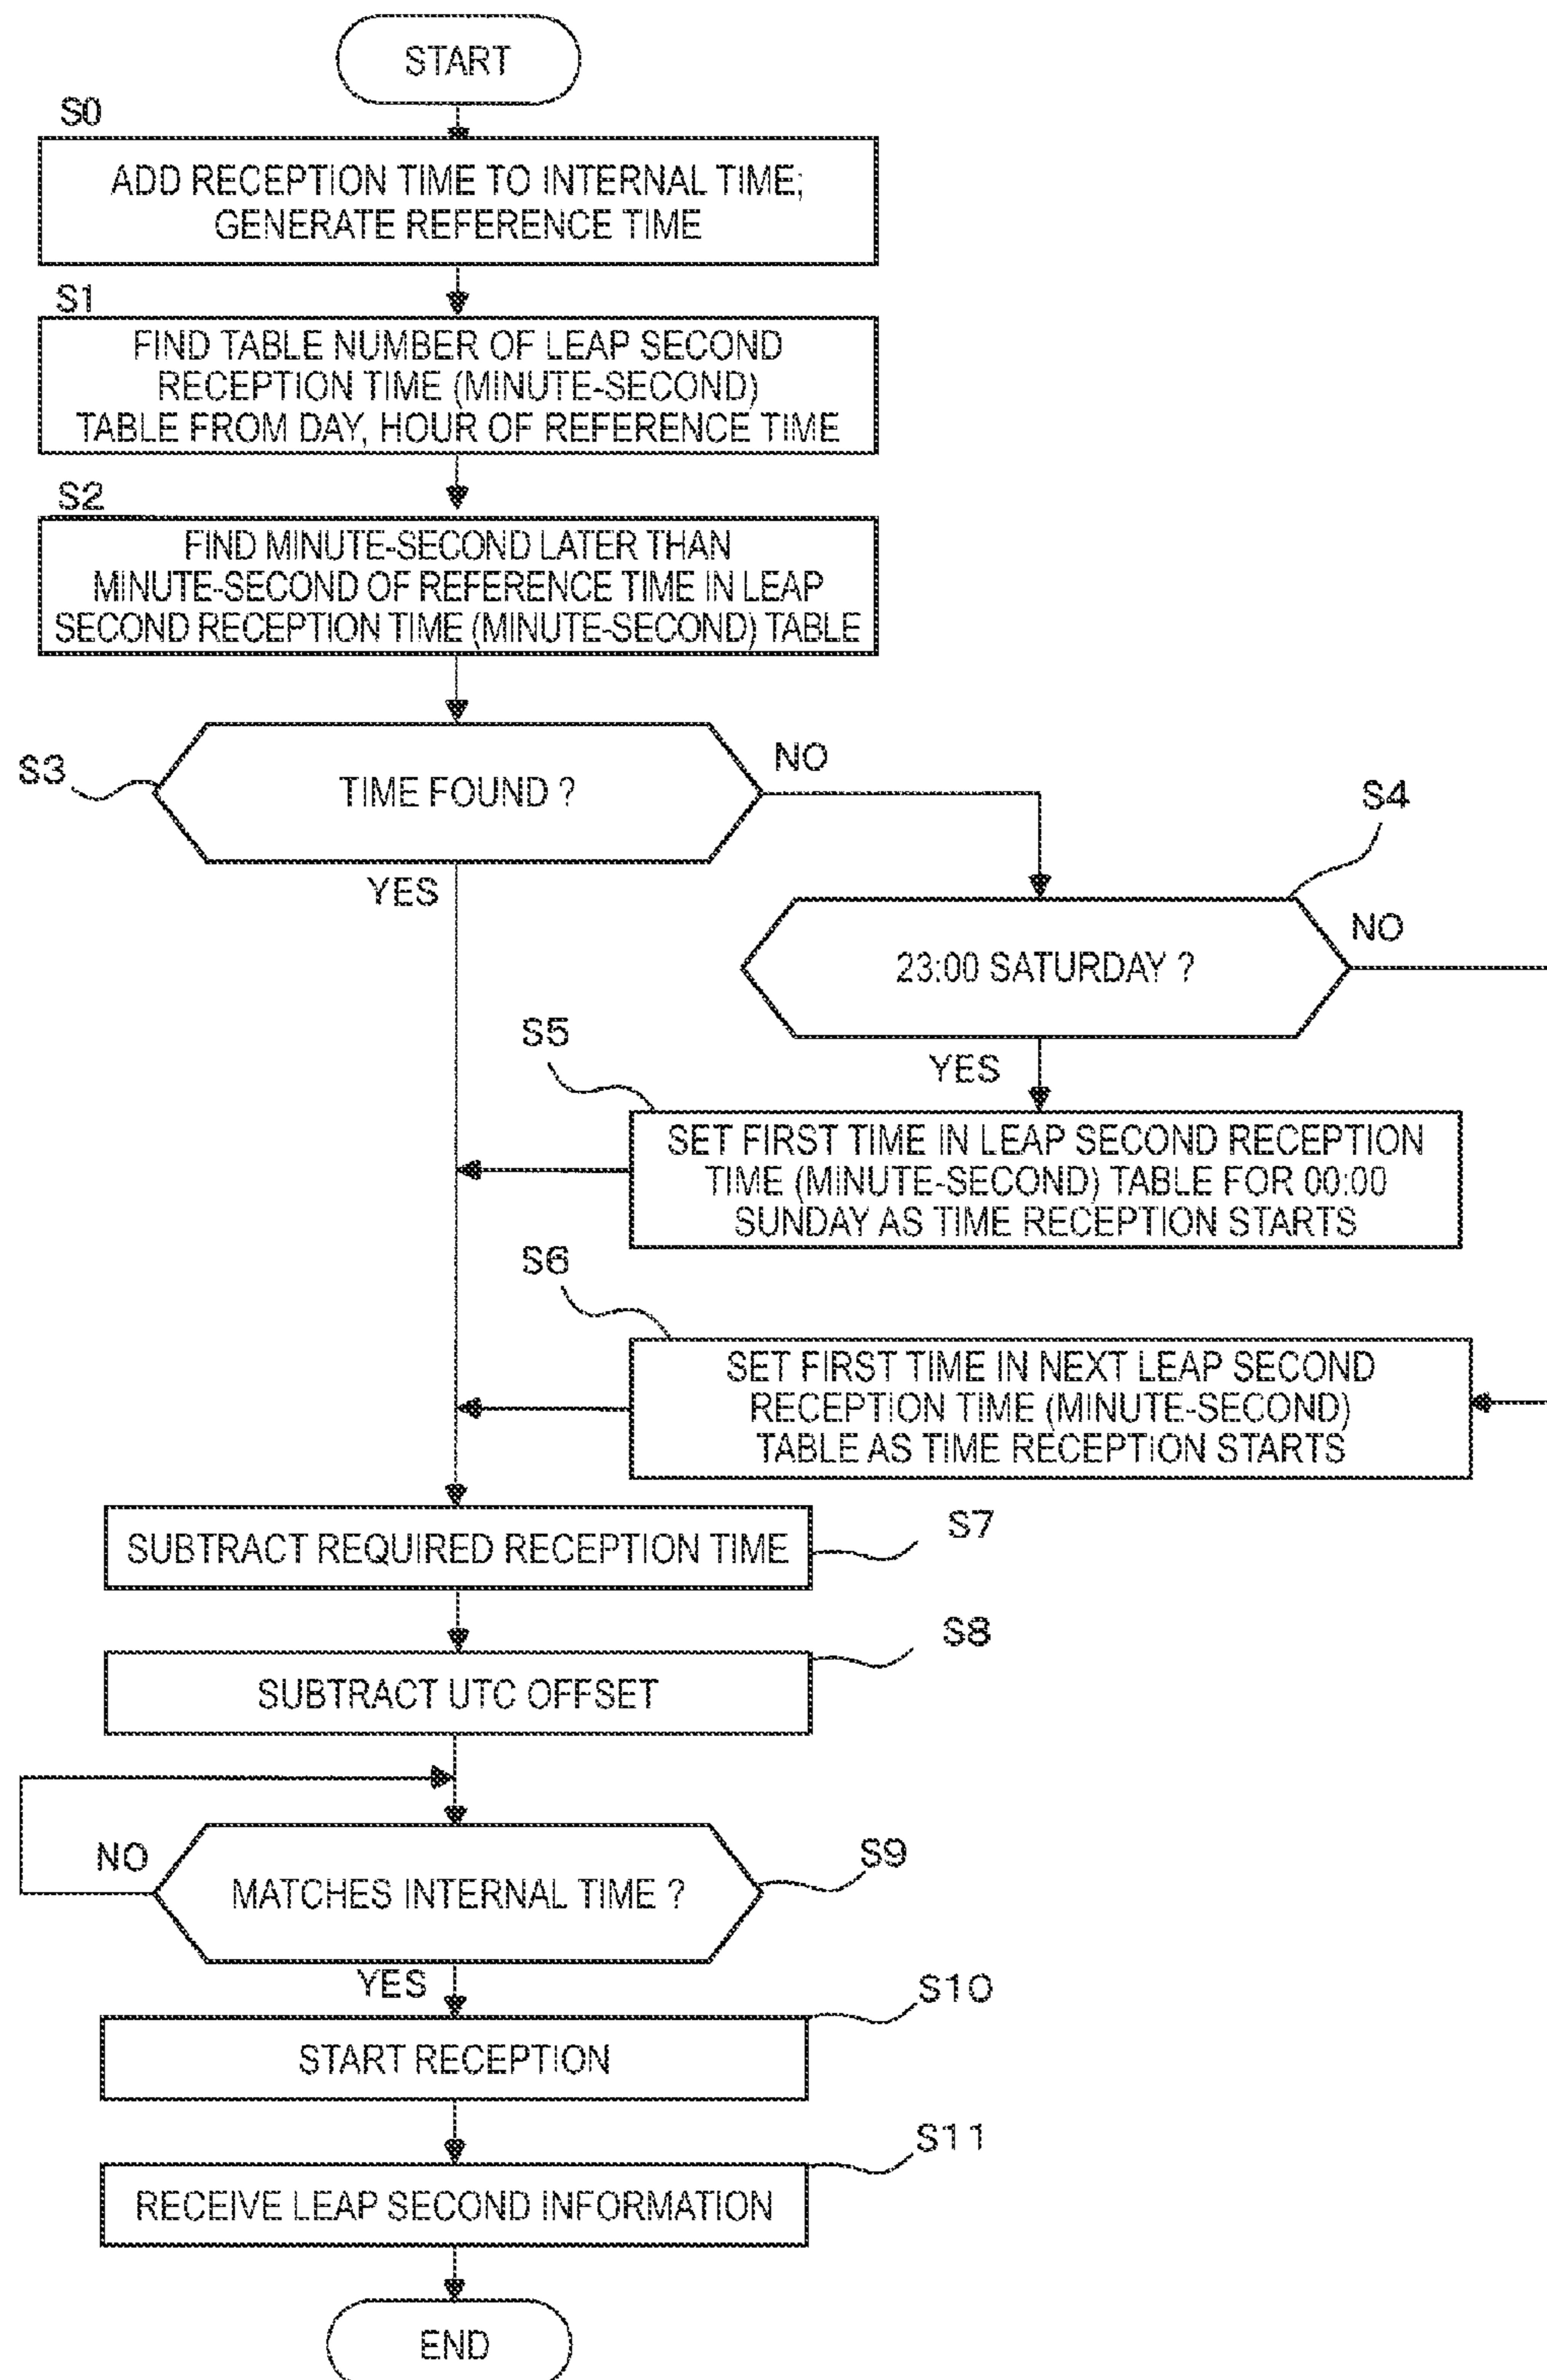 START
S0
ADD RECEPTION TIME TO INTERNAL TIME;
GENERATE REFERENCE TIME
S1
FIND TABLE NUMBER OF LEAP SECOND
RECEPTION TIME (MINUTE-SECOND)
TABLE FROM DAY, HOUR OF REFERENCE TIME
S2
FIND MINUTE-SECOND LATER THAN
MINUTE-SECOND OF REFERENCE TIME IN LEAP
SECOND RECEPTION TIME (MINUTE-SECOND) TABLE
S3
TIME FOUND ?
NO
YES
S4
23:00 SATURDAY ?
NO
YES
S5
SET FIRST TIME IN LEAP SECOND RECEPTION
TIME (MINUTE-SECOND) TABLE FOR 00:00
SUNDAY AS TIME RECEPTION STARTS
S6
SET FIRST TIME IN NEXT LEAP SECOND
RECEPTION TIME (MINUTE-SECOND)
TABLE AS TIME RECEPTION STARTS
SUBTRACT REQUIRED RECEPTION TIME
S7
SUBTRACT UTC OFFSET
S8
NO
MATCHES INTERNAL TIME ?
S9
YES
START RECEPTION
S10
RECEIVE LEAP SECOND INFORMATION
S11
END